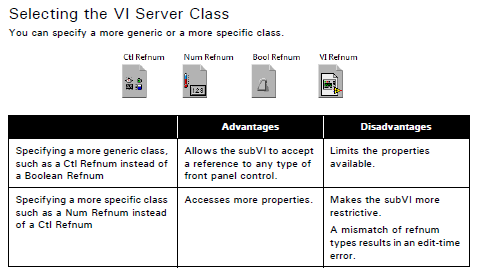 Selecting the VI Server Class
You can specify a more generic or a more specific class.
Ctl Refnum Num Refnum Bool Refnum VI Refnum
1.23
Advantages Disadvantages
Specifying a more generic class,
such as a Ctl Refnum instead of
a Boolean Refnum
Allows the subVI to accept
a reference to any type of
front panel control.
Limits the properties
available.
Specifying a more specific class
such as a Num Refnum instead
of a Ctl Refnum
Accesses more properties.
Makes the subVI more
restrictive.
A mismatch of refnum
types results in an edit-time
error.